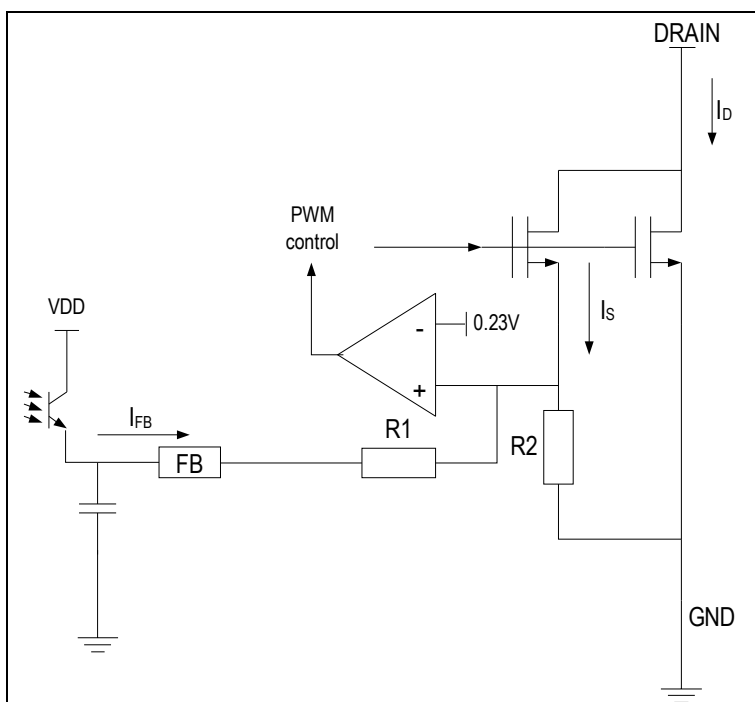 DRAIN
ID
PWM
control
IS
VDD
0.23V
-
+
IFB
R1
R2
FB
GND